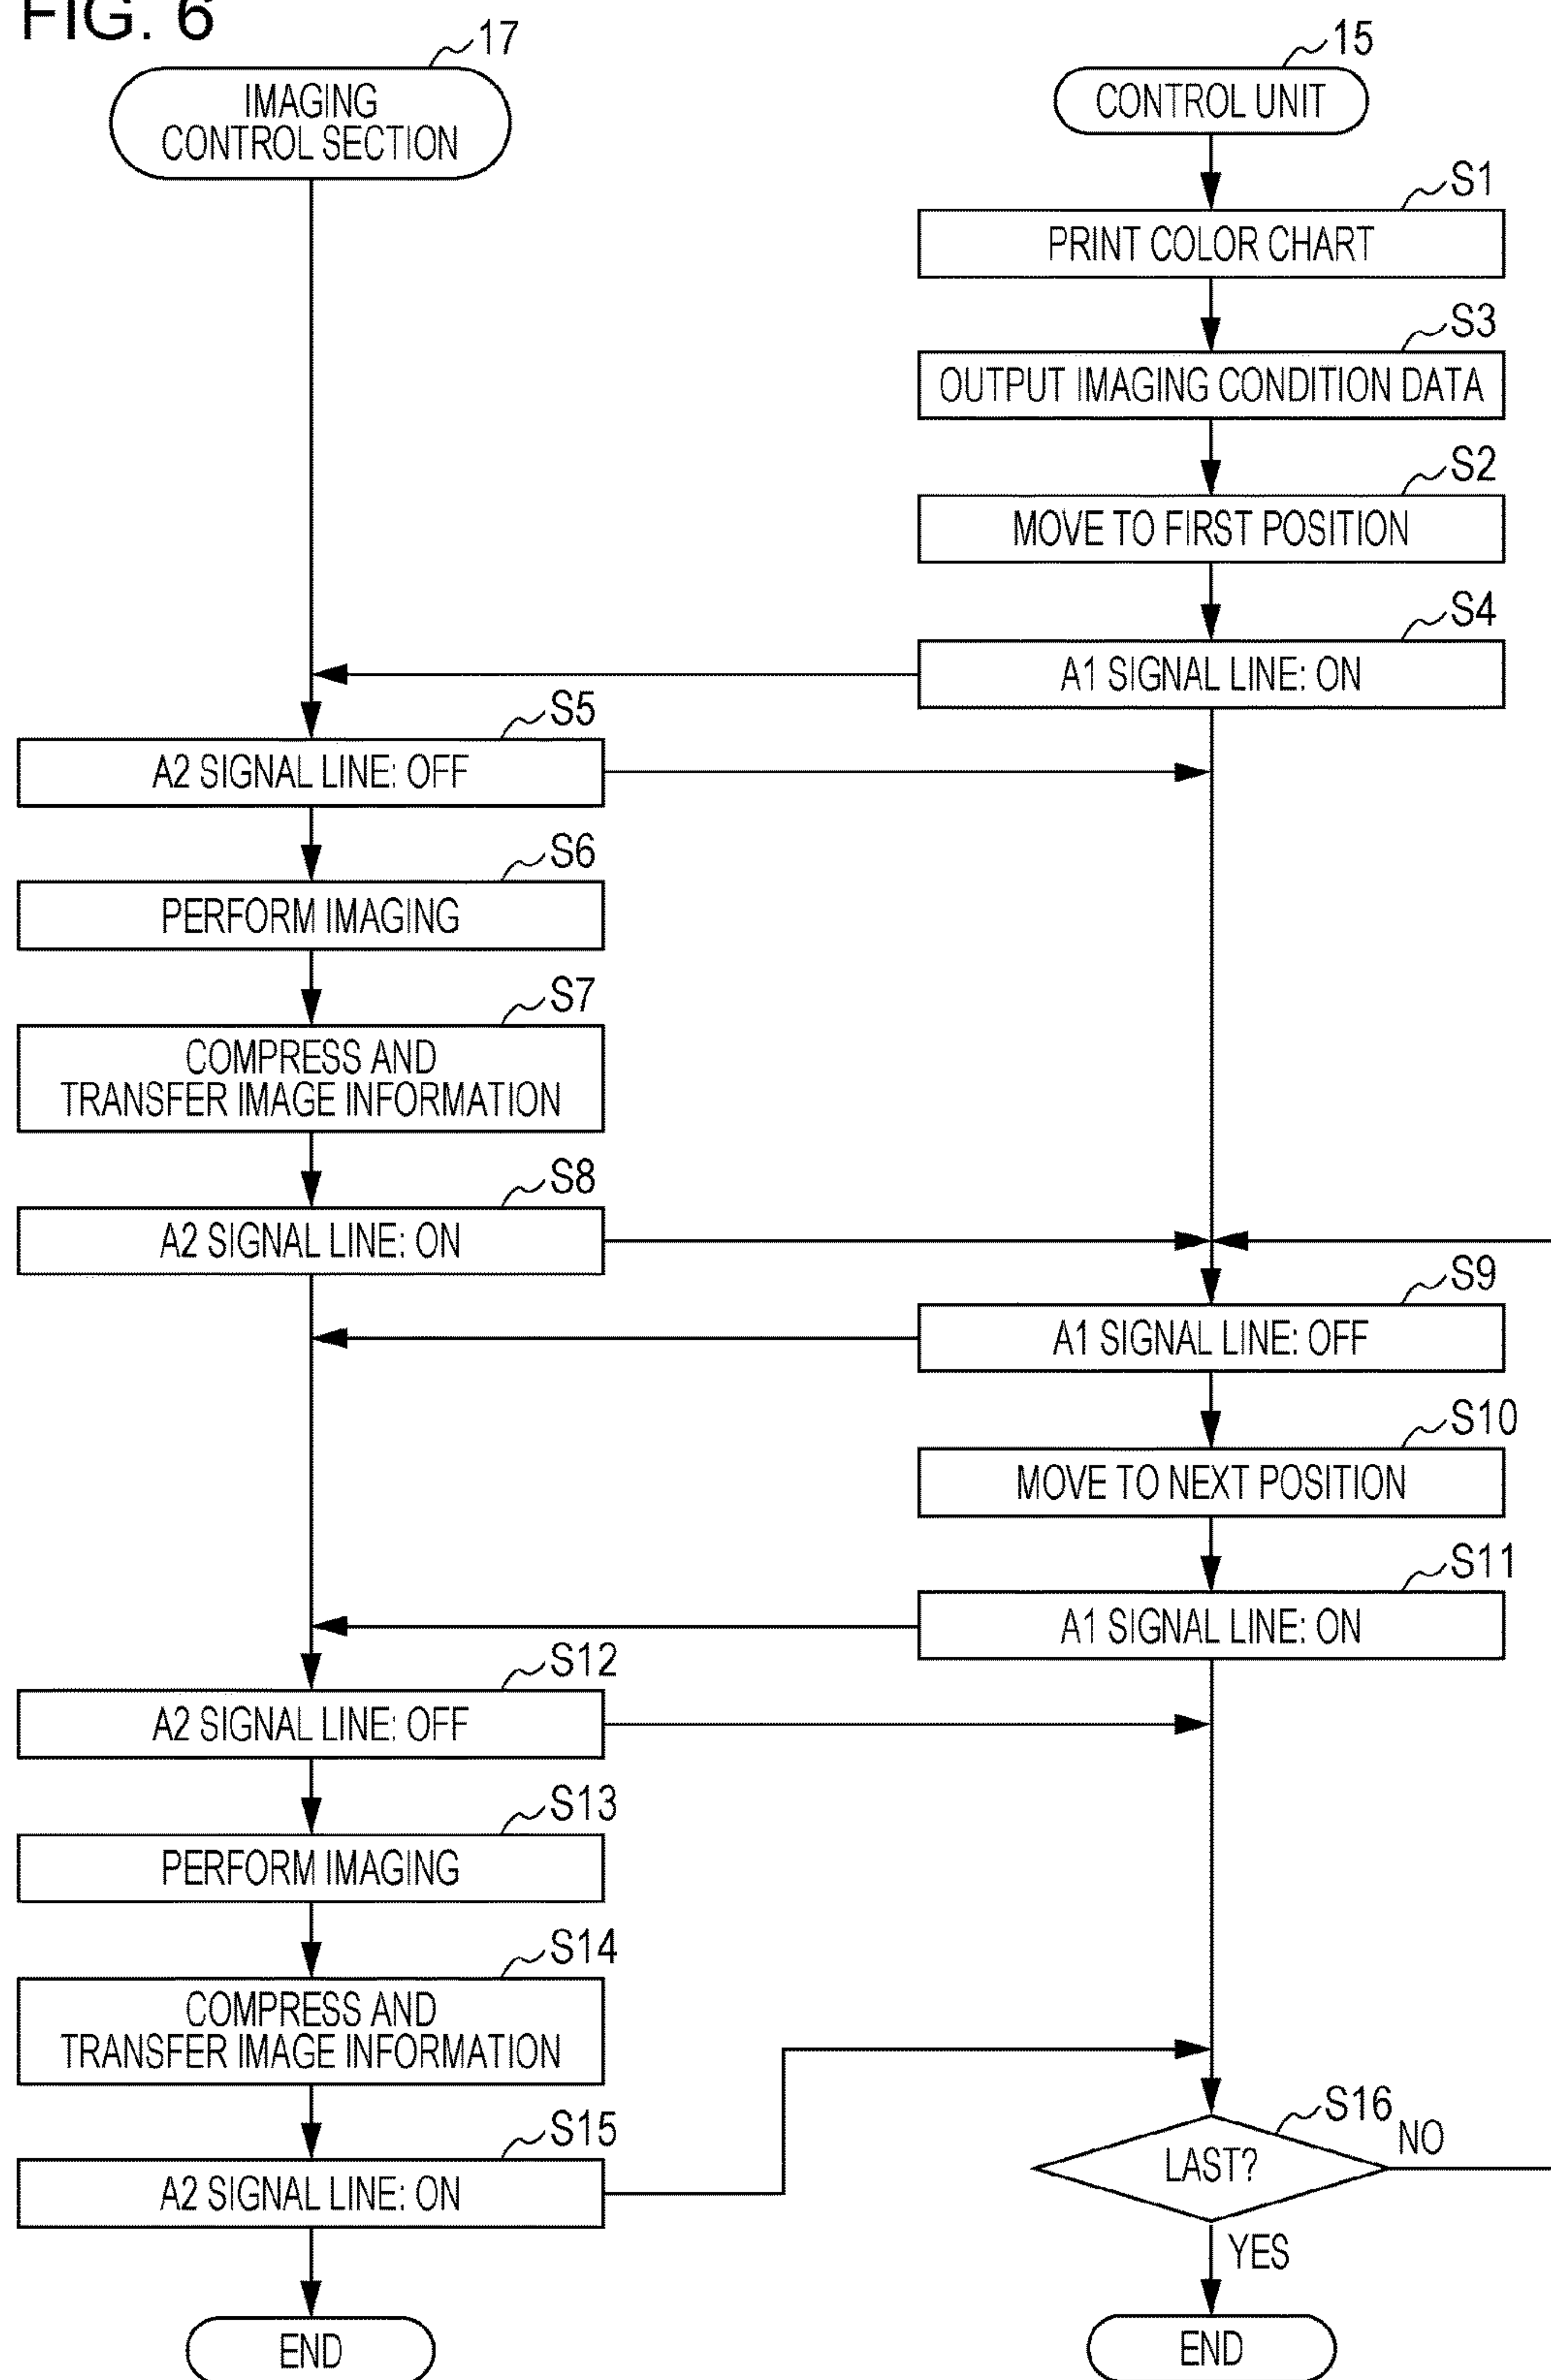 FIG. 6
17
15
IMAGING
CONTROL SECTION
CONTROL UNIT
S1
PRINT COLOR CHART
S3
OUTPUT IMAGING CONDITION DATA
S2
MOVE TO FIRST POSITION
S4
A1 SIGNAL LINE: ON
S5
A2 SIGNAL LINE: OFF
S6
PERFORM IMAGING
S7
COMPRESS AND
TRANSFER IMAGE INFORMATION
S8
A2 SIGNAL LINE: ON
S9
A1 SIGNAL LINE: OFF
S10
MOVE TO NEXT POSITION
S11
A1 SIGNAL LINE: ON
S12
A2 SIGNAL LINE: OFF
S13
PERFORM IMAGING
S14
COMPRESS AND
TRANSFER IMAGE INFORMATION
S15
A2 SIGNAL LINE: ON
S16
NO
LAST?
YES
END
END